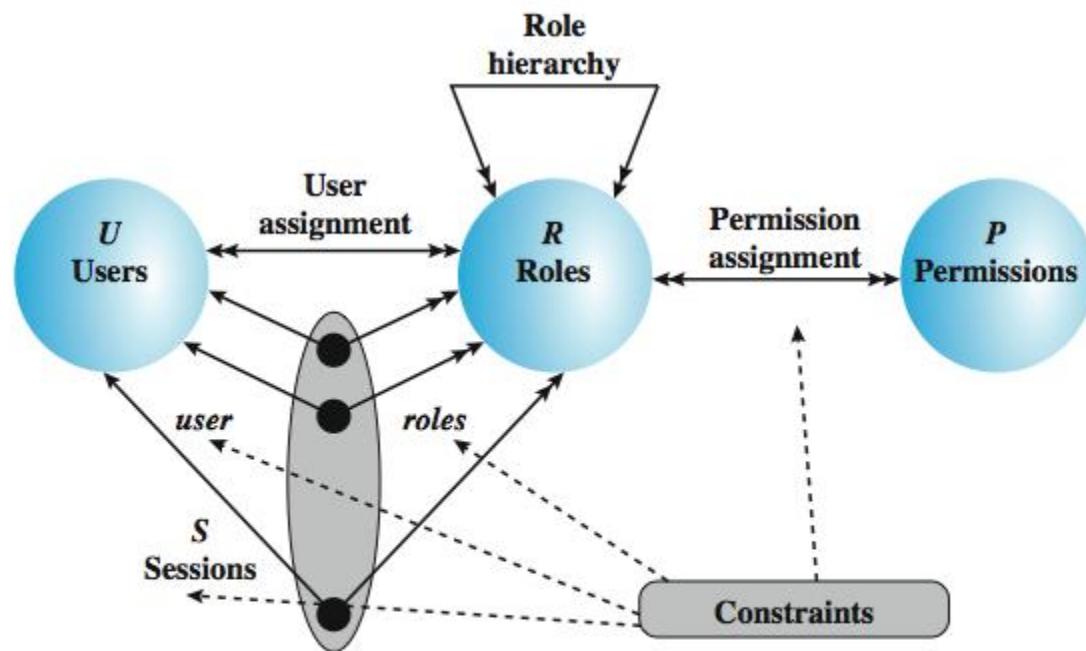 Role
hierarchy
User
assignment
Permission
assignment
U
Users
R
Roles
P
Permissions
user
roles
S
Sessions
Constraints